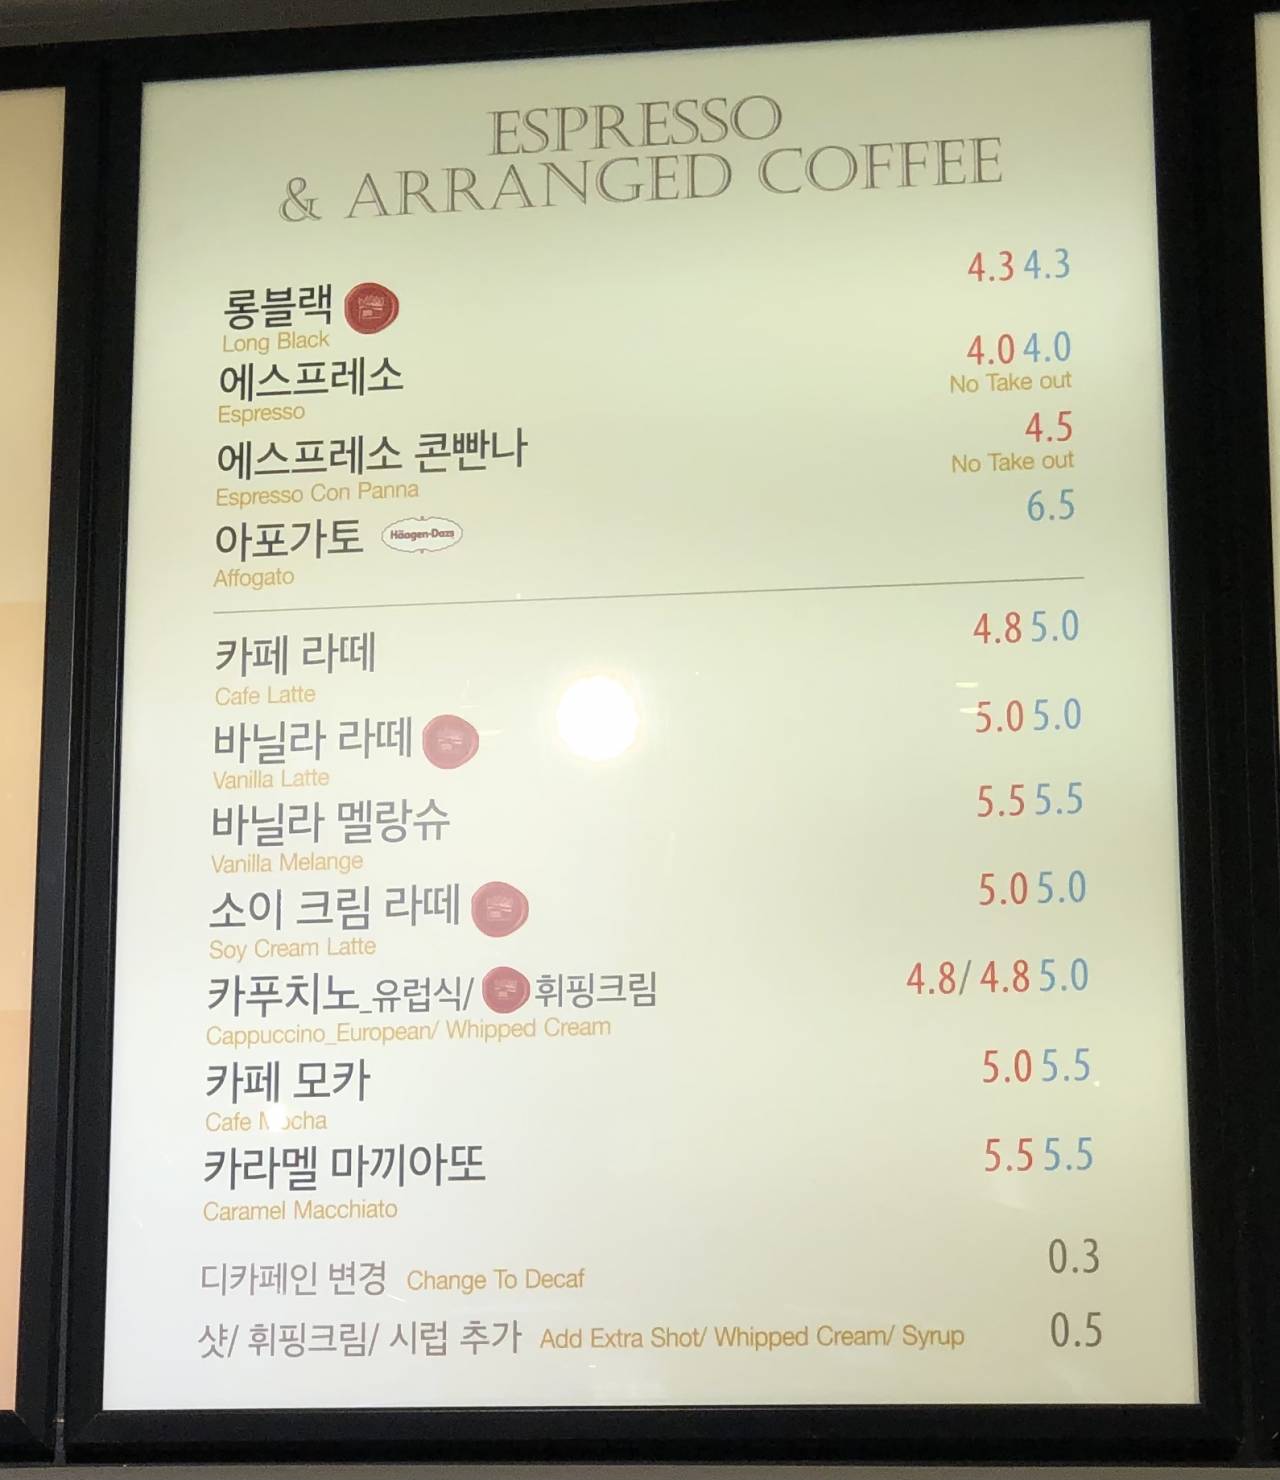 ESPRESSO
& ARRANGED COFFEE
롱블랙 4.3 4.3
Long Black
에스프레소 4.0 4.0
Espresso No Take out
에스프레소 콘빤나 4.5
Espresso Con Panna No Take out
아포가토 Häagen-Dazs 6.5
Affogato
카페 라떼 4.8 5.0
Cafe Latte
바닐라 라떼 5.0 5.0
Vanilla Latte
바닐라 멜랑슈 5.5 5.5
Vanilla Melange
소이 크림 라떼 5.0 5.0
Soy Cream Latte
카푸치노_유럽식/ 휘핑크림 4.8/ 4.8 5.0
Cappuccino_European/ Whipped Cream
카페 모카 5.0 5.5
Cafe Mocha
카라멜 마끼아또 5.5 5.5
Caramel Macchiato
디카페인 변경 Change To Decaf 0.3
샷/ 휘핑크림/ 시럽 추가 Add Extra Shot/ Whipped Cream/ Syrup 0.5